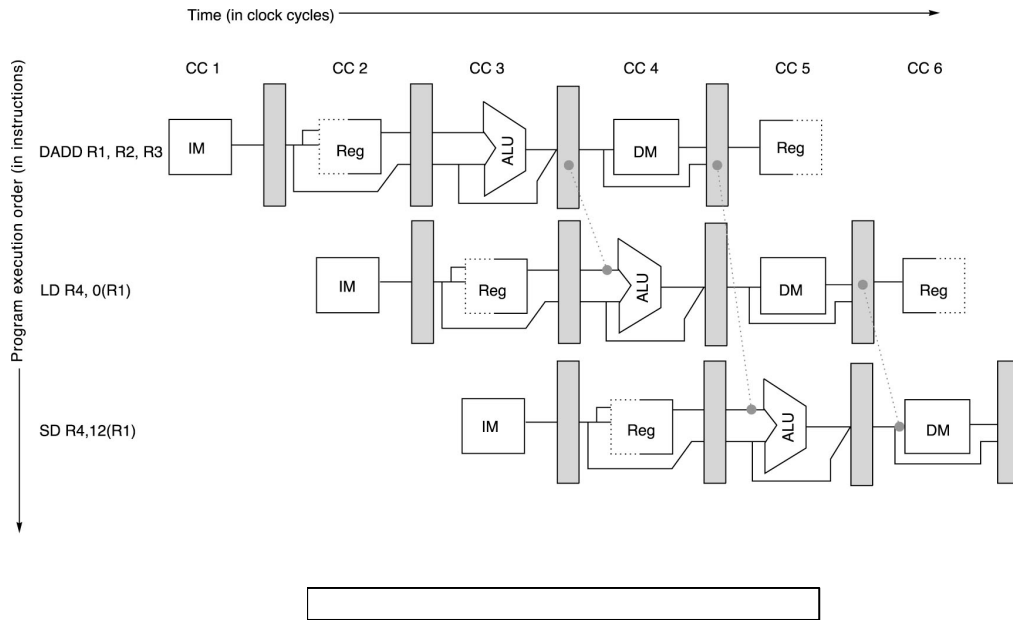 Time (in clock cycles)
CC 1 CC 2 CC 3 CC 4 CC 5 CC 6
Program execution order (in instructions)
DADD R1, R2, R3 IM Reg ALU DM Reg
LD R4, 0(R1) IM Reg ALU DM Reg
SD R4,12(R1) IM Reg ALU DM